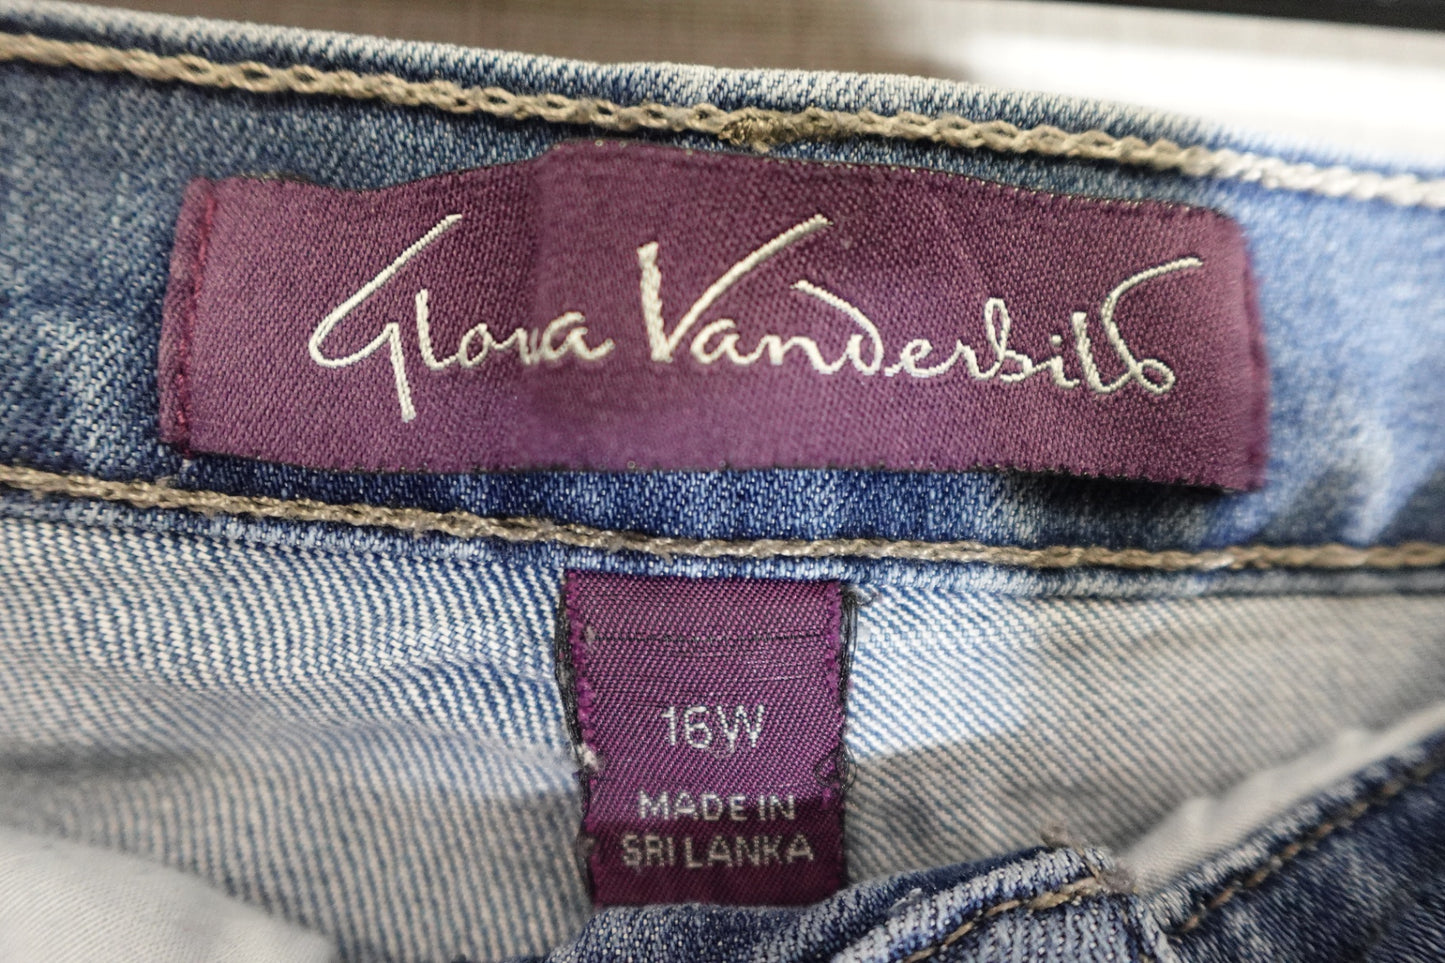 Gloria Vanderbilt
16W
MADE IN
SRI LANKA